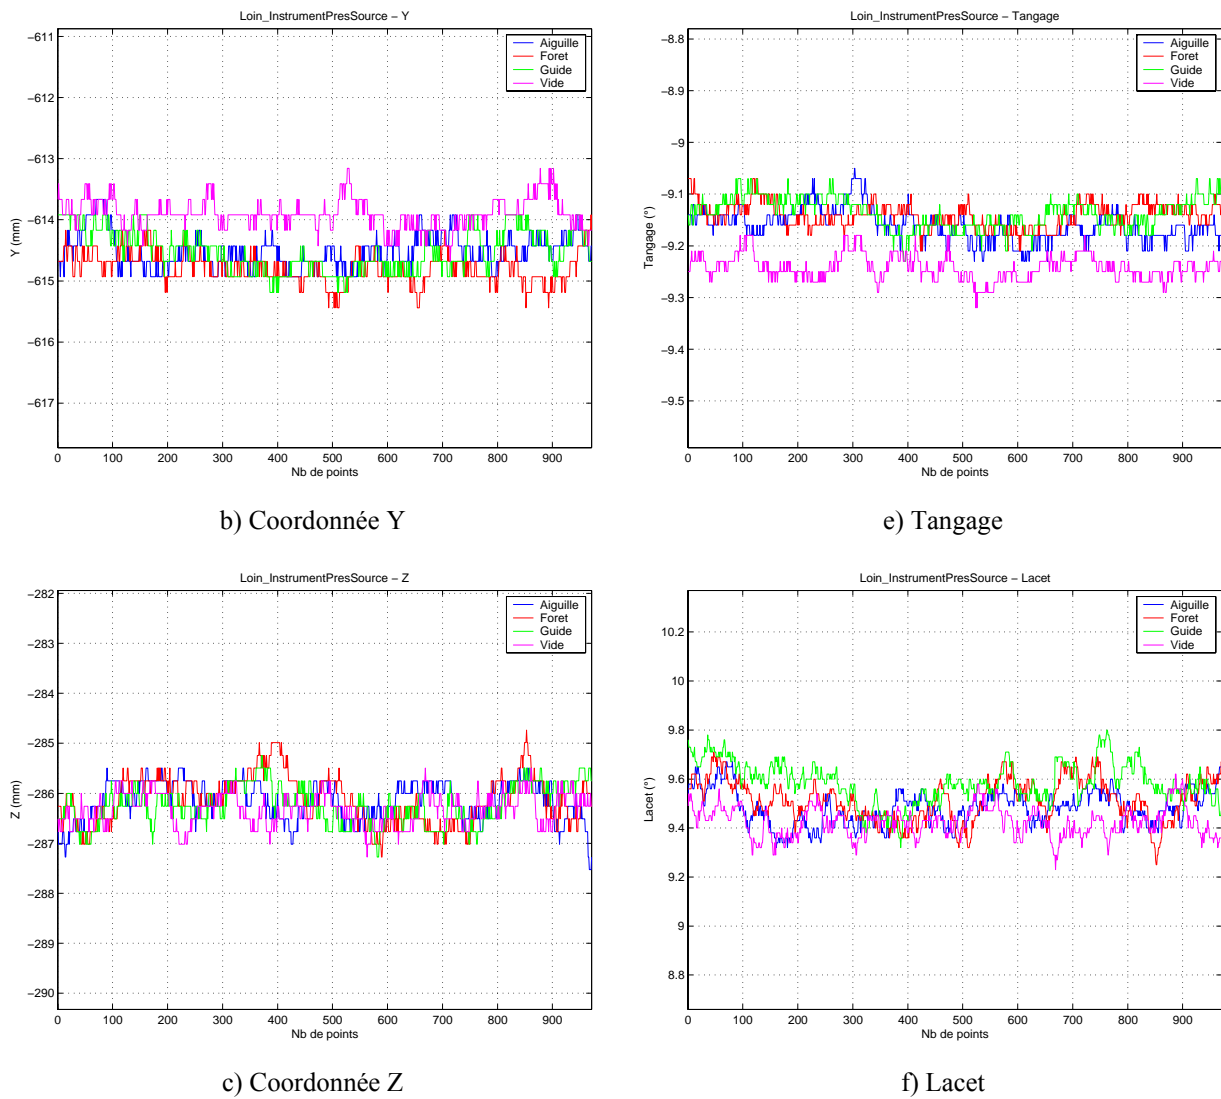 Loin_InstrumentPresSource − Y
−611
−612
−613
−614
−615
−616
−617
Y (mm)
Aiguille
Foret
Guide
Vide
0 100 200 300 400 500 600 700 800 900
Nb de points
b) Coordonnée Y
Loin_InstrumentPresSource − Tangage
−8.8
−8.9
−9
−9.1
−9.2
−9.3
−9.4
−9.5
Tangage (°)
Aiguille
Foret
Guide
Vide
0 100 200 300 400 500 600 700 800 900
Nb de points
e) Tangage
Loin_InstrumentPresSource − Z
−282
−283
−284
−285
−286
−287
−288
−289
−290
Z (mm)
Aiguille
Foret
Guide
Vide
0 100 200 300 400 500 600 700 800 900
Nb de points
c) Coordonnée Z
Loin_InstrumentPresSource − Lacet
10.2
10
9.8
9.6
9.4
9.2
9
8.8
Lacet (°)
Aiguille
Foret
Guide
Vide
0 100 200 300 400 500 600 700 800 900
Nb de points
f) Lacet